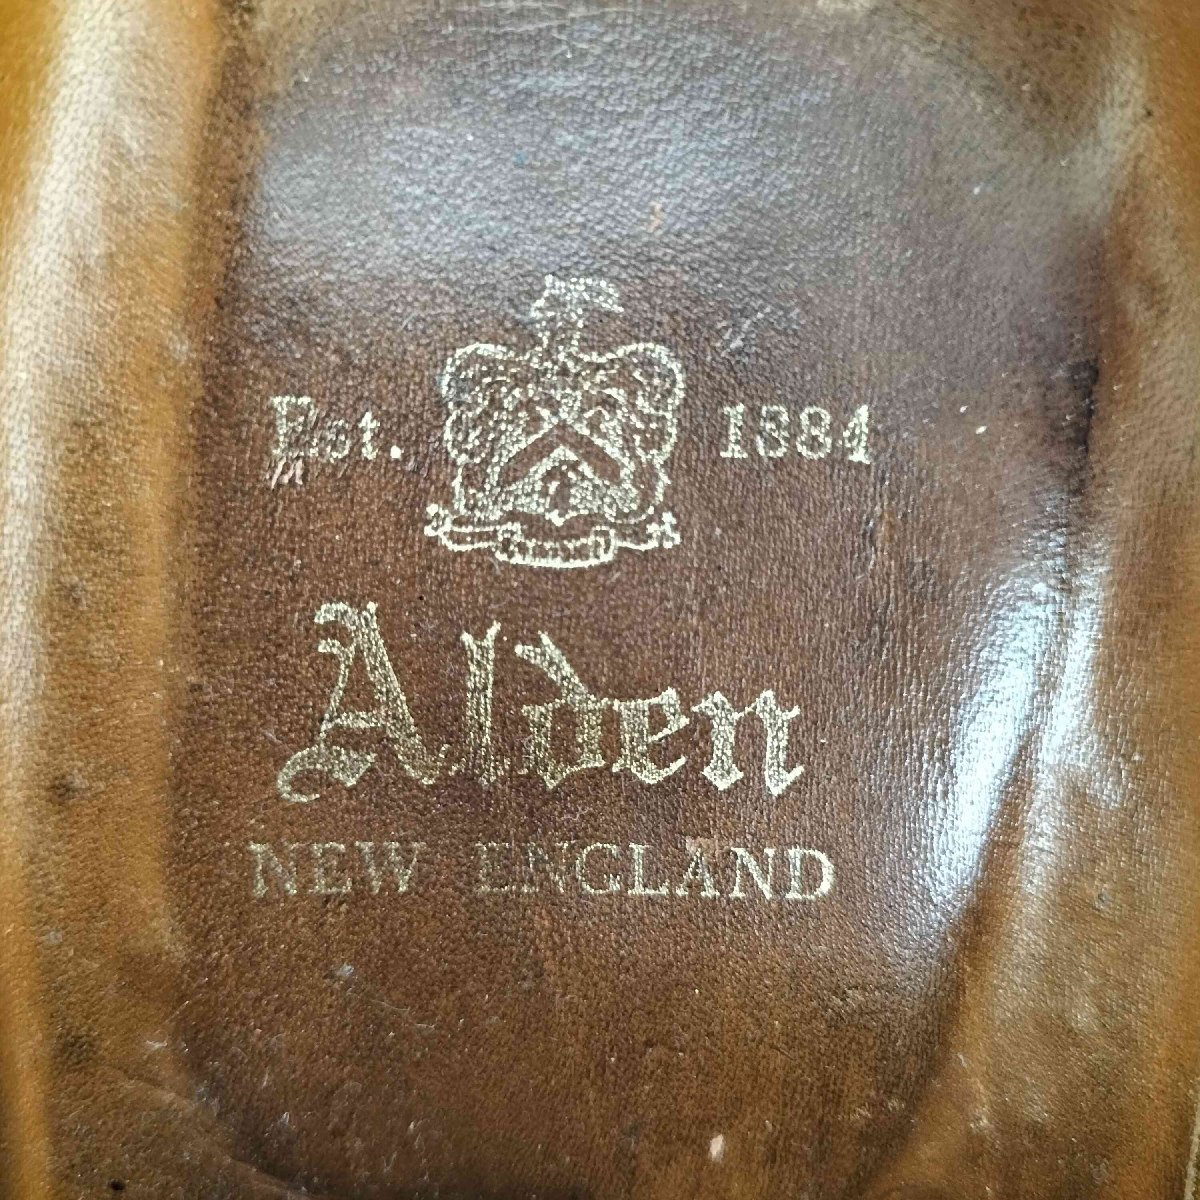 Est. 1884
Alden
NEW ENGLAND